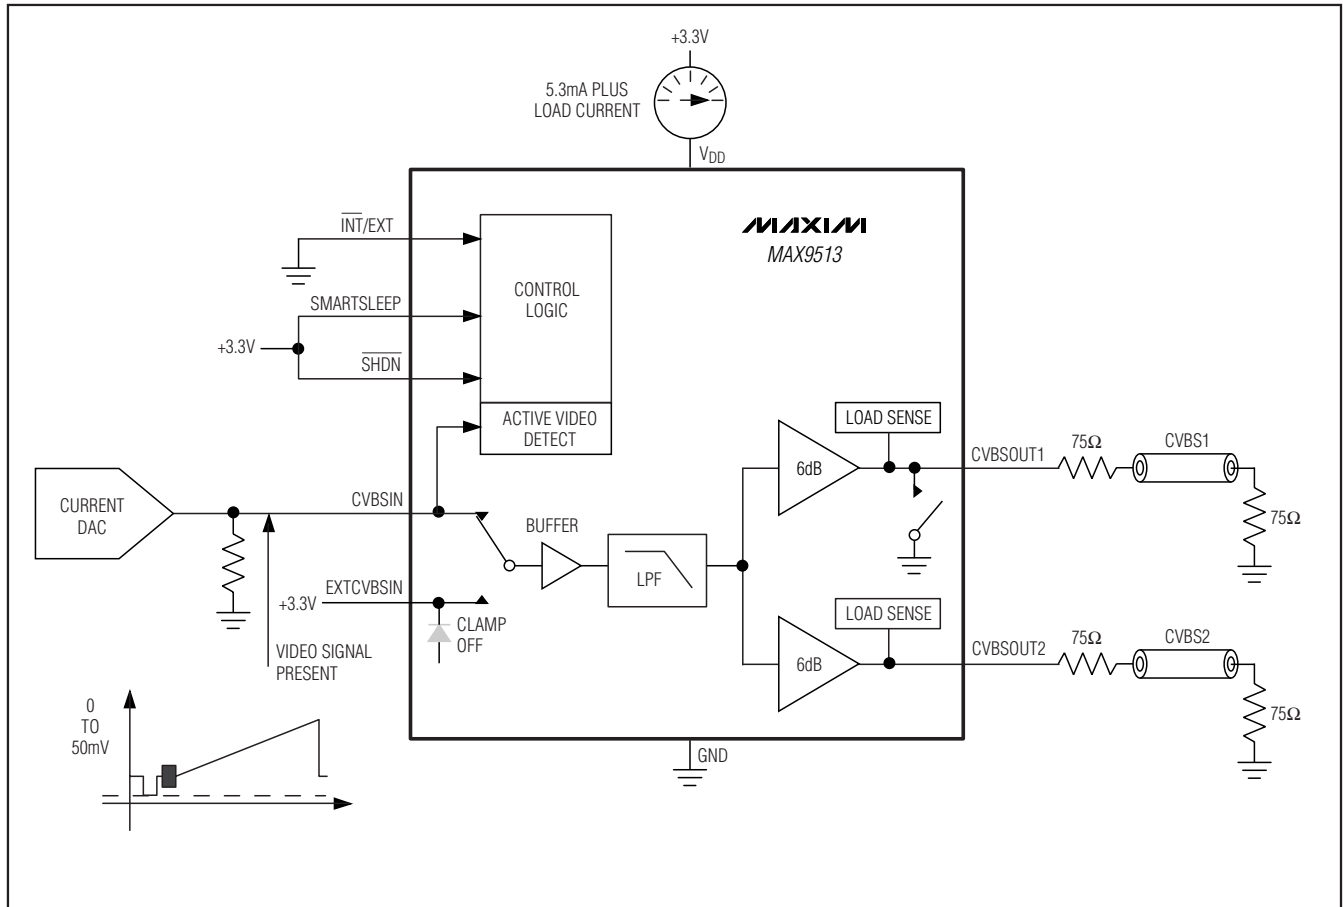 +3.3V
5.3mA PLUS
LOAD CURRENT
VDD
INT/EXT
MAXIM
MAX9513
CONTROL
LOGIC
SMARTSLEEP
+3.3V
SHDN
ACTIVE VIDEO
DETECT
LOAD SENSE
6dB
CVBSOUT1
75Ω
CVBS1
75Ω
CURRENT
DAC
CVBSIN
BUFFER
LPF
EXTCVBSIN
+3.3V
CLAMP
OFF
VIDEO SIGNAL
PRESENT
LOAD SENSE
6dB
CVBSOUT2
75Ω
CVBS2
75Ω
0
TO
50mV
GND